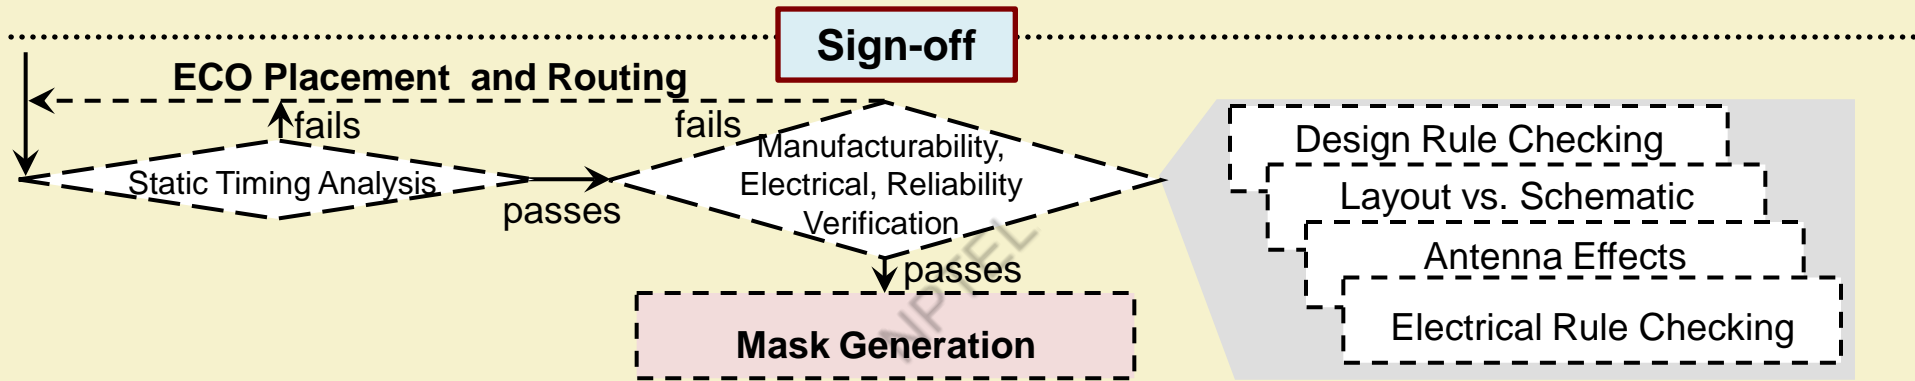 Sign-off
ECO Placement and Routing
fails
fails
Static Timing Analysis
passes
Manufacturability,
Electrical, Reliability
Verification
passes
Mask Generation
Design Rule Checking
Layout vs. Schematic
Antenna Effects
Electrical Rule Checking
NPTEL